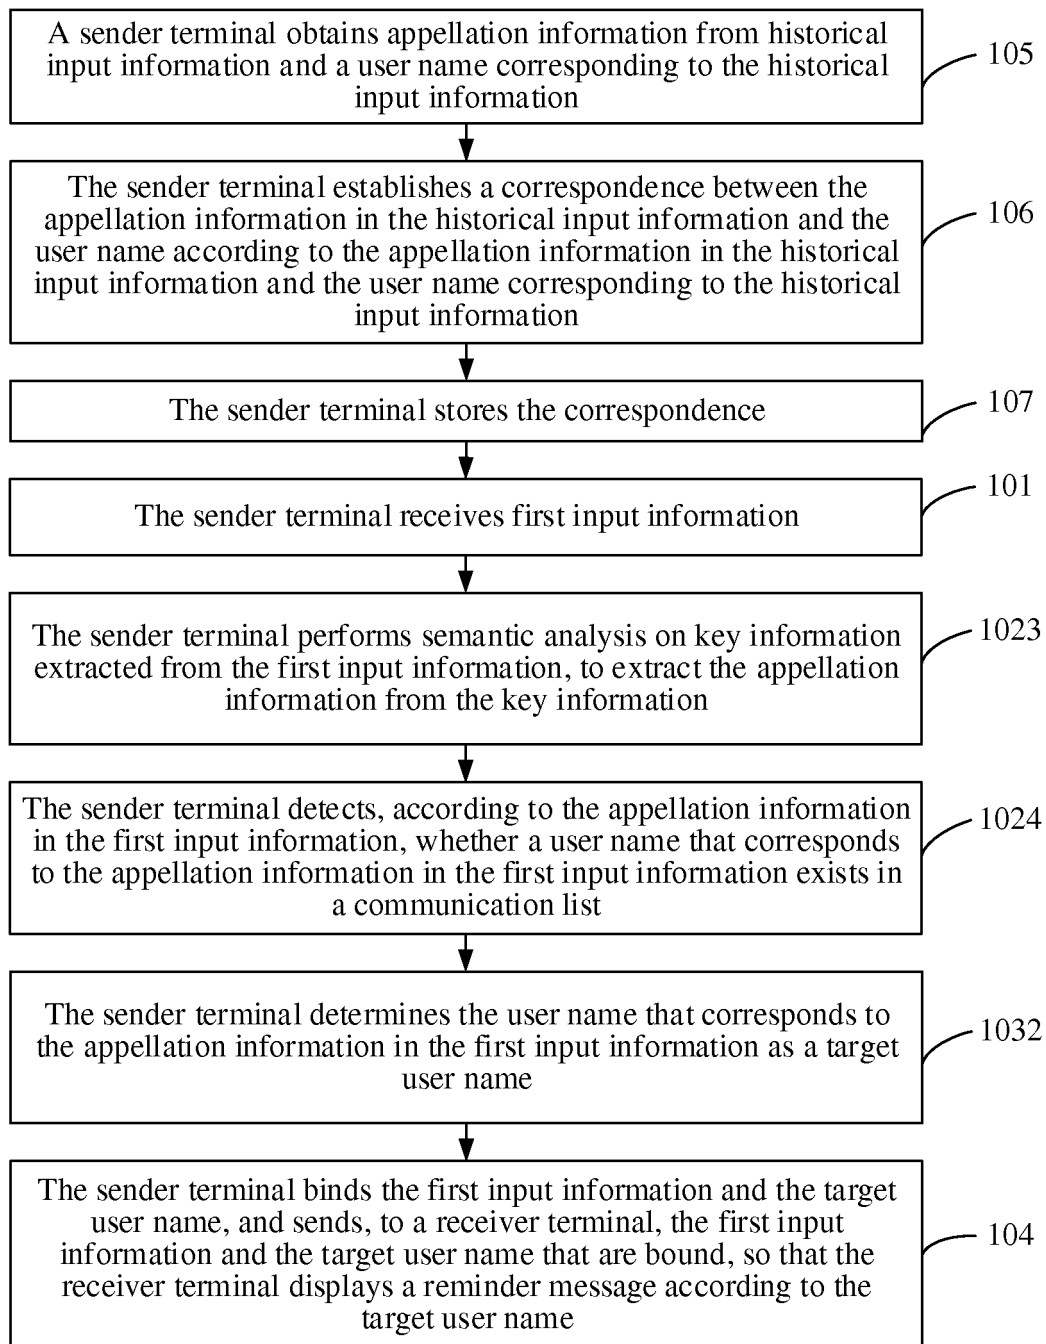 A sender terminal obtains appellation information from historical
input information and a user name corresponding to the historical
input information
105
The sender terminal establishes a correspondence between the
appellation information in the historical input information and the
user name according to the appellation information in the historical
input information and the user name corresponding to the historical
input information
106
The sender terminal stores the correspondence
107
The sender terminal receives first input information
101
The sender terminal performs semantic analysis on key information
extracted from the first input information, to extract the appellation
information from the key information
1023
The sender terminal detects, according to the appellation information
in the first input information, whether a user name that corresponds
to the appellation information in the first input information exists in
a communication list
1024
The sender terminal determines the user name that corresponds to
the appellation information in the first input information as a target
user name
1032
The sender terminal binds the first input information and the target
user name, and sends, to a receiver terminal, the first input
information and the target user name that are bound, so that the
receiver terminal displays a reminder message according to the
target user name
104